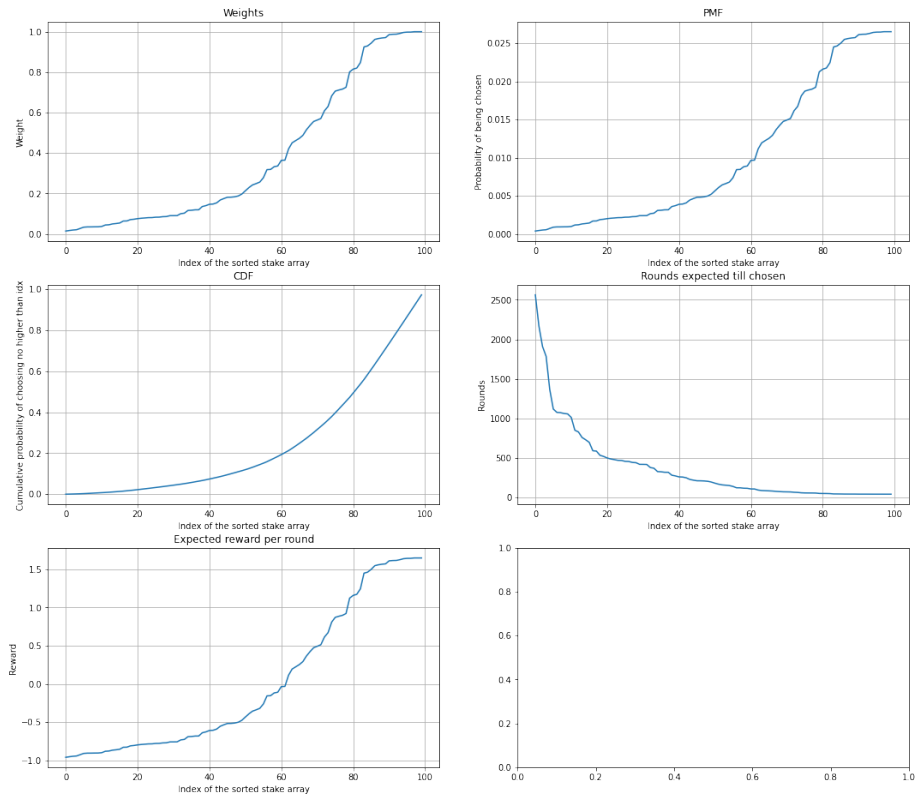 Weights
1.0
0.8
0.6
0.4
0.2
0.0
Weight
0 20 40 60 80 100
Index of the sorted stake array
PMF
0.025
0.020
0.015
0.010
0.005
0.000
Probability of being chosen
0 20 40 60 80 100
Index of the sorted stake array
CDF
1.0
0.8
0.6
0.4
0.2
0.0
Cumulative probability of choosing no higher than idx
0 20 40 60 80 100
Index of the sorted stake array
Rounds expected till chosen
2500
2000
1500
1000
500
0
Rounds
0 20 40 60 80 100
Index of the sorted stake array
Expected reward per round
1.5
1.0
0.5
0.0
−0.5
−1.0
Reward
0 20 40 60 80 100
Index of the sorted stake array
1.0
0.8
0.6
0.4
0.2
0.0
0.0 0.2 0.4 0.6 0.8 1.0